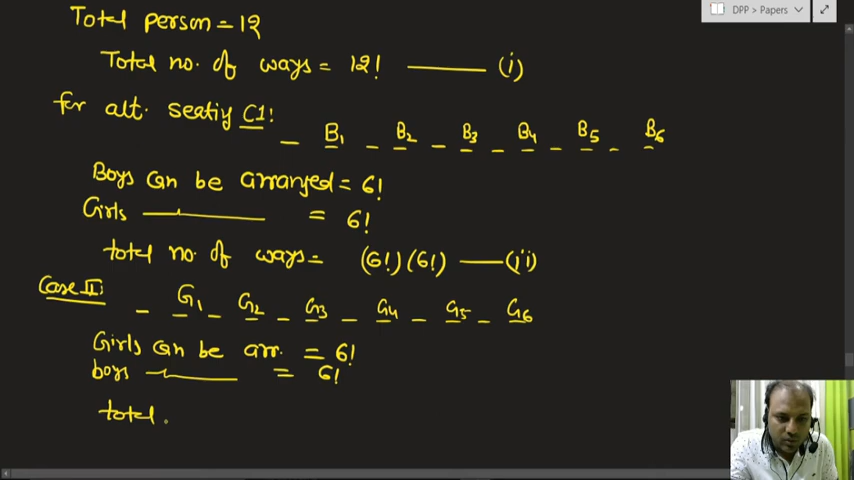 DPP > Papers
Total person = 12
Total no. of ways = 12! —— (i)
for alt. seatiy C1:
_ B1 _ B2 _ B3 _ B4 _ B5 _ B6
Boys can be arranged = 6!
Girls —— = 6!
total no. of ways = (6!) (6!) —— (ii)
Case II:
_ G1 _ G2 _ G3 _ G4 _ G5 _ G6
Girls can be arr. = 6!
boys —— = 6!
total.